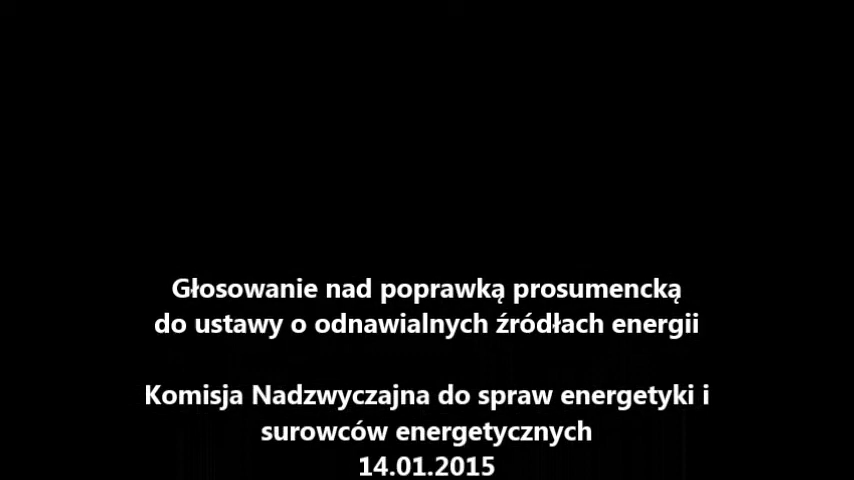 Głosowanie nad poprawką prosumencką
do ustawy o odnawialnych źródłach energii
Komisja Nadzwyczajna do spraw energetyki i
surowców energetycznych
14.01.2015